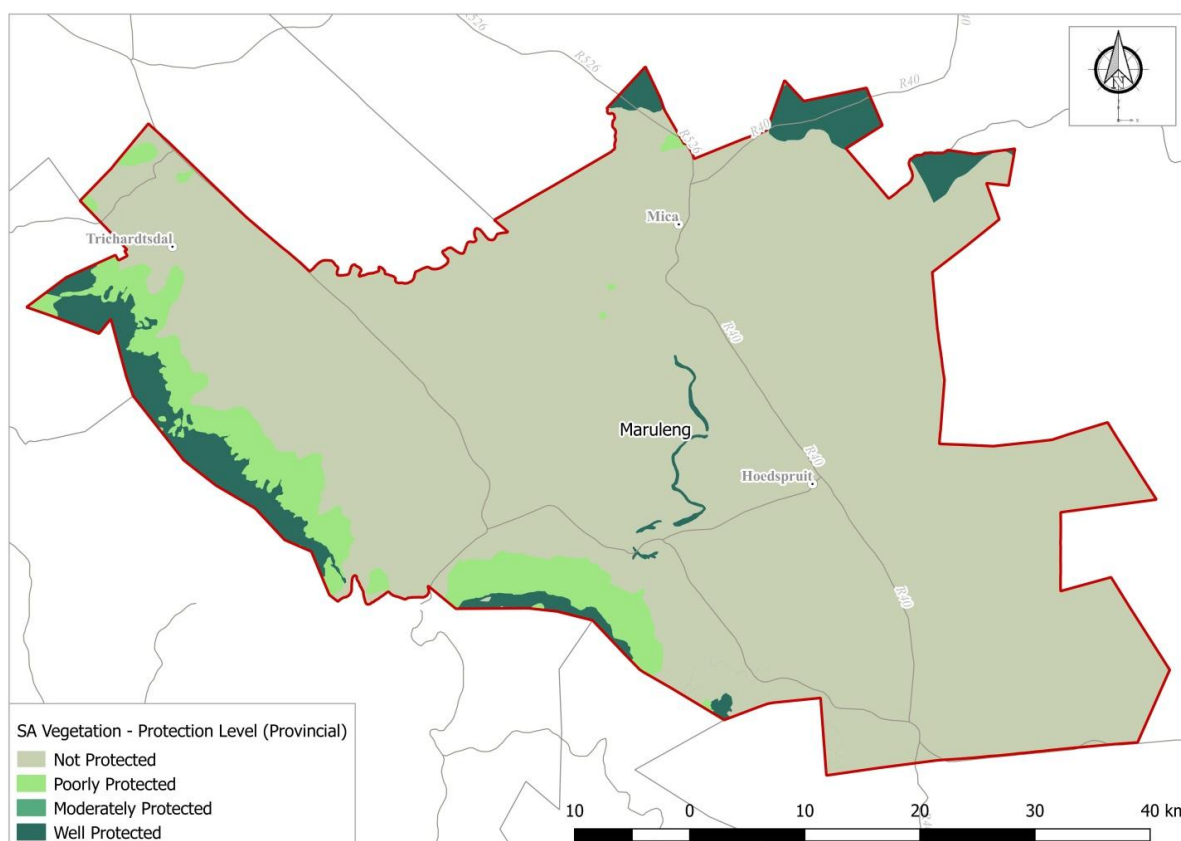 R526
R40
R526
R40
N
R526
Mica
Trichardtsdal
R40
Maruleng
R40
Hoedspruit
R40
SA Vegetation - Protection Level (Provincial)
Not Protected
Poorly Protected
Moderately Protected
Well Protected
10 0 10 20 30 40 km